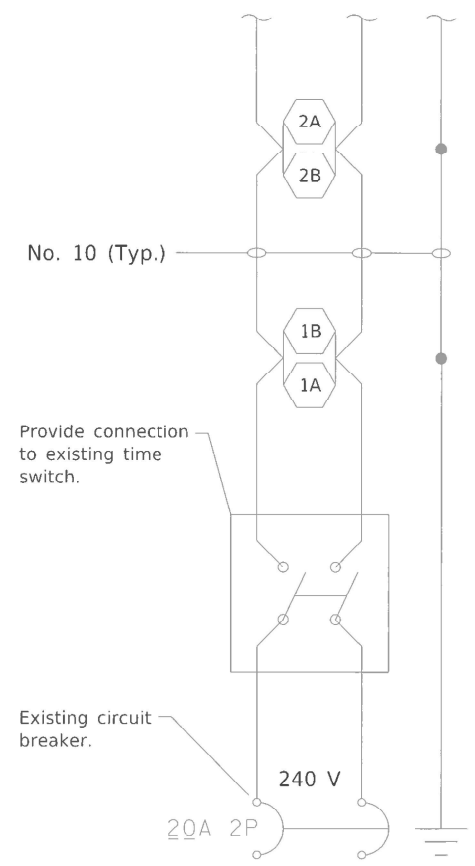 2A
2B
No. 10 (Typ.)
1B
1A
Provide connection
to existing time
switch.
Existing circuit
breaker.
240 V
20A 2P